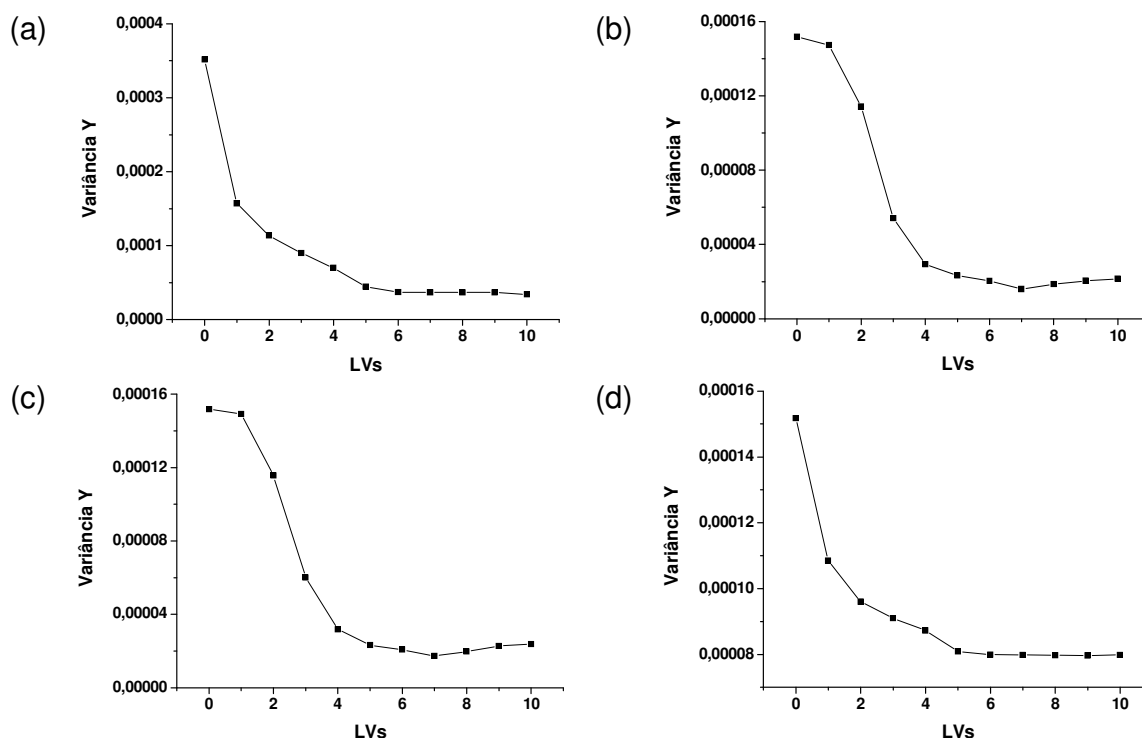 (a)
0,0004
0,0003
0,0002
0,0001
0,0000
Variância Y
0 2 4 6 8 10
LVs
(b)
0,00016
0,00012
0,00008
0,00004
0,00000
Variância Y
0 2 4 6 8 10
LVs
(c)
0,00016
0,00012
0,00008
0,00004
0,00000
Variância Y
0 2 4 6 8 10
LVs
(d)
0,00016
0,00014
0,00012
0,00010
0,00008
Variância Y
0 2 4 6 8 10
LVs